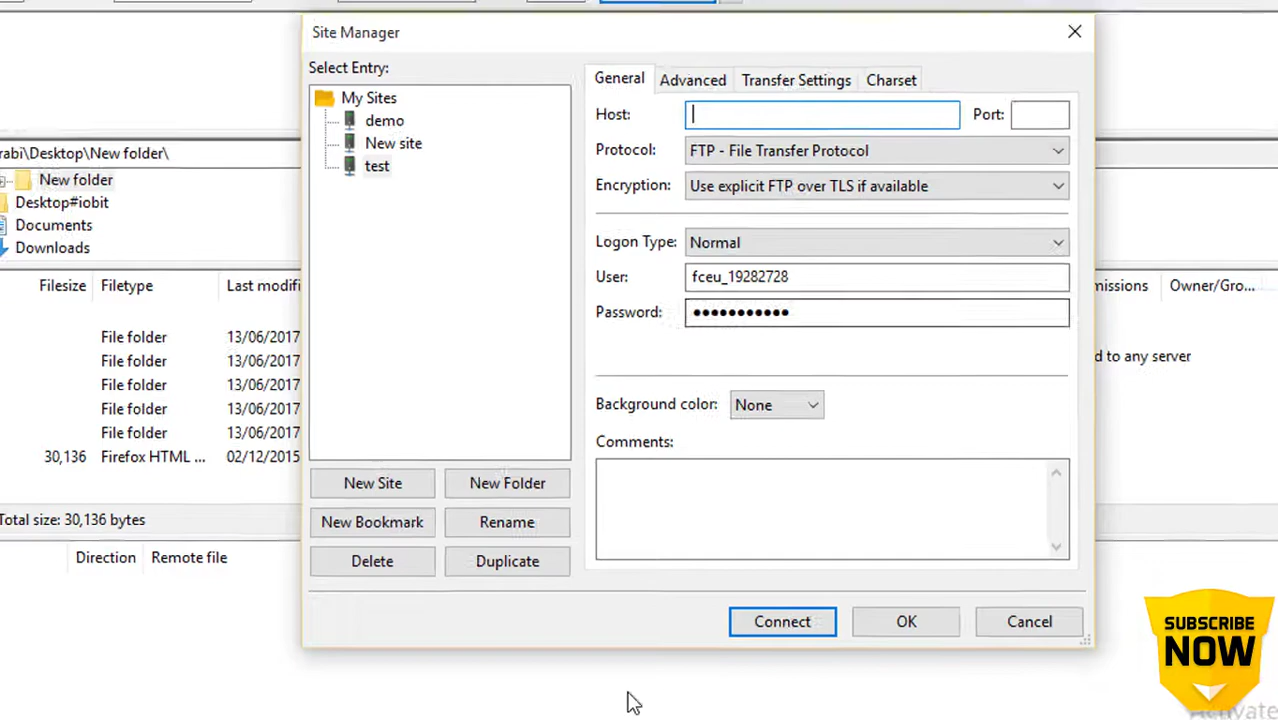 Site Manager
Select Entry:
My Sites
demo
New site
test
New Site
New Folder
New Bookmark
Rename
Delete
Duplicate
General
Advanced
Transfer Settings
Charset
Host:
Port:
Protocol:
FTP - File Transfer Protocol
Encryption:
Use explicit FTP over TLS if available
Logon Type:
Normal
User:
fceu_19282728
Password:
●●●●●●●●●●●
Background color:
None
Comments:
Connect
OK
Cancel
rabi\Desktop\New folder\
New folder
Desktop#iobit
Documents
Downloads
Filesize Filetype Last modifi
File folder 13/06/2017
File folder 13/06/2017
File folder 13/06/2017
File folder 13/06/2017
File folder 13/06/2017
30,136 Firefox HTML ... 02/12/2015
Total size: 30,136 bytes
Direction Remote file
missions Owner/Gro...
d to any server
SUBSCRIBE
NOW
Activate